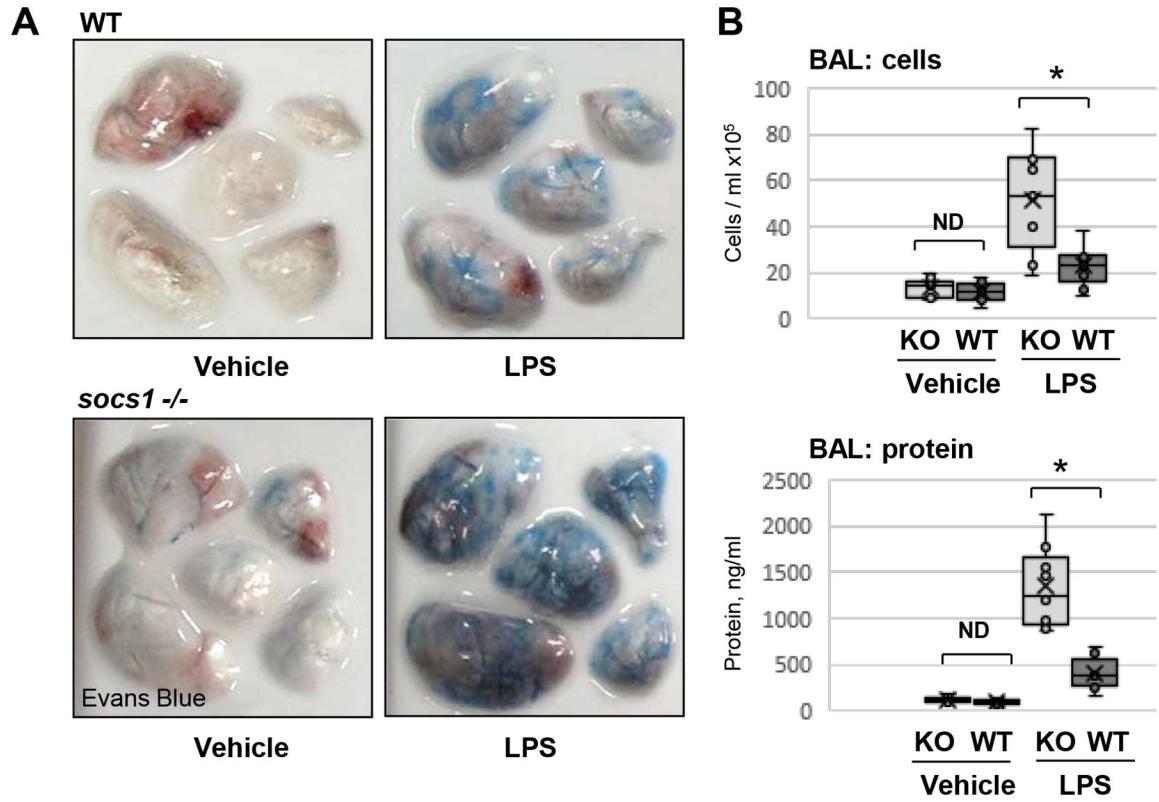 A
WT
Vehicle
LPS
socs1 -/-
Evans Blue
Vehicle
LPS
B
BAL: cells
Cells / ml x10⁵
100
80
60
40
20
0
ND
*
KO WT KO WT
Vehicle LPS
BAL: protein
Protein, ng/ml
2500
2000
1500
1000
500
0
ND
*
KO WT KO WT
Vehicle LPS